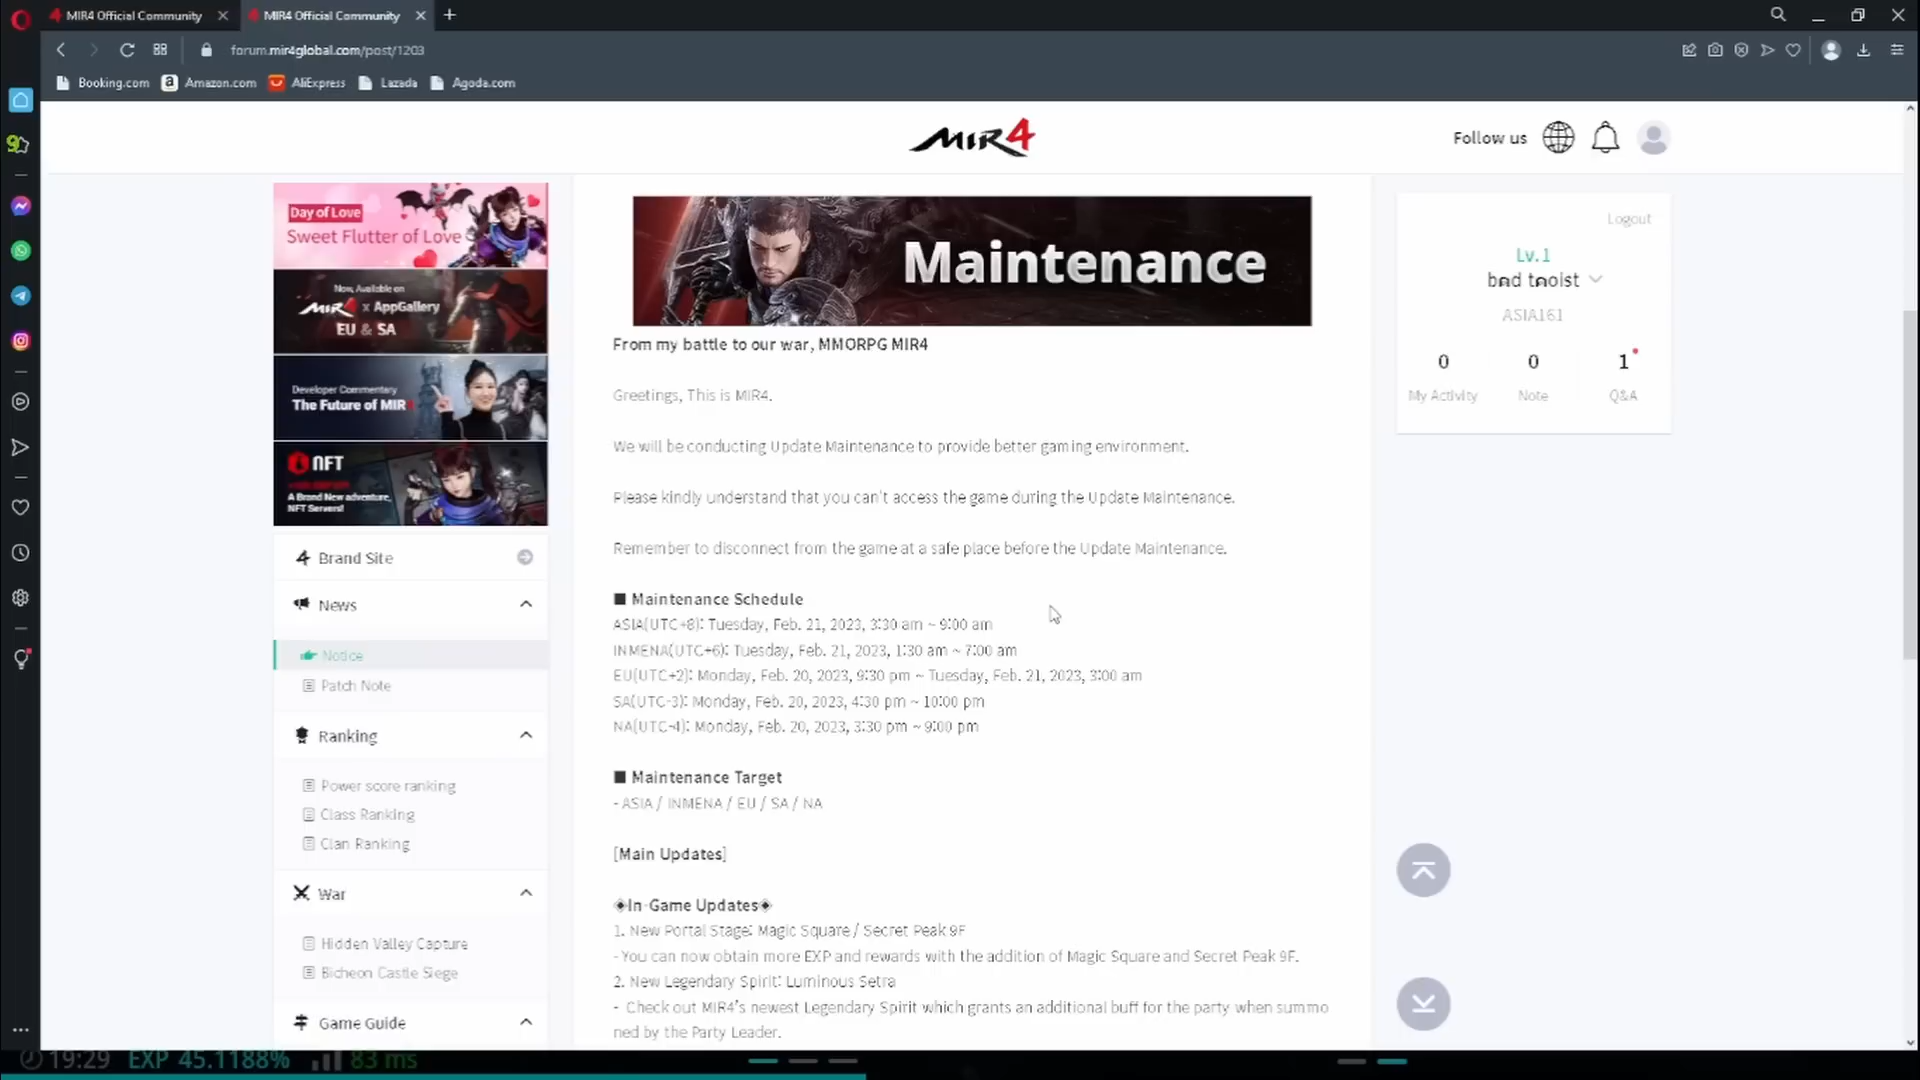 MIR4 Official Community
MIR4 Official Community
forum.mir4global.com/post/1203
Booking.com
Amazon.com
AliExpress
Lazada
Agoda.com
MIR4
Follow us
Day of Love
Sweet Flutter of Love
Now, Available on
MIR4 x AppGallery
EU & SA
Developer Commentary
The Future of MIR4
NFT
A Brand New adventure,
NFT Servers!
Brand Site
News
Notice
Patch Note
Ranking
Power score ranking
Class Ranking
Clan Ranking
War
Hidden Valley Capture
Bicheon Castle Siege
Game Guide
Maintenance
From my battle to our war, MMORPG MIR4
Greetings, This is MIR4.
We will be conducting Update Maintenance to provide better gaming environment.
Please kindly understand that you can't access the game during the Update Maintenance.
Remember to disconnect from the game at a safe place before the Update Maintenance.
■ Maintenance Schedule
ASIA(UTC+8): Tuesday, Feb. 21, 2023, 3:30 am ~ 9:00 am
INMENA(UTC+6): Tuesday, Feb. 21, 2023, 1:30 am ~ 7:00 am
EU(UTC+2): Monday, Feb. 20, 2023, 9:30 pm ~ Tuesday, Feb. 21, 2023, 3:00 am
SA(UTC-3): Monday, Feb. 20, 2023, 4:30 pm ~ 10:00 pm
NA(UTC-4): Monday, Feb. 20, 2023, 3:30 pm ~ 9:00 pm
■ Maintenance Target
- ASIA / INMENA / EU / SA / NA
[Main Updates]
◈In-Game Updates◈
1. New Portal Stage: Magic Square / Secret Peak 9F
- You can now obtain more EXP and rewards with the addition of Magic Square and Secret Peak 9F.
2. New Legendary Spirit: Luminous Setra
- Check out MIR4's newest Legendary Spirit which grants an additional buff for the party when summo
ned by the Party Leader.
Logout
Lv.1
bad taoist
ASIA161
0
0
1
My Activity
Note
Q&A
19:29 EXP 45.1188% 83 ms